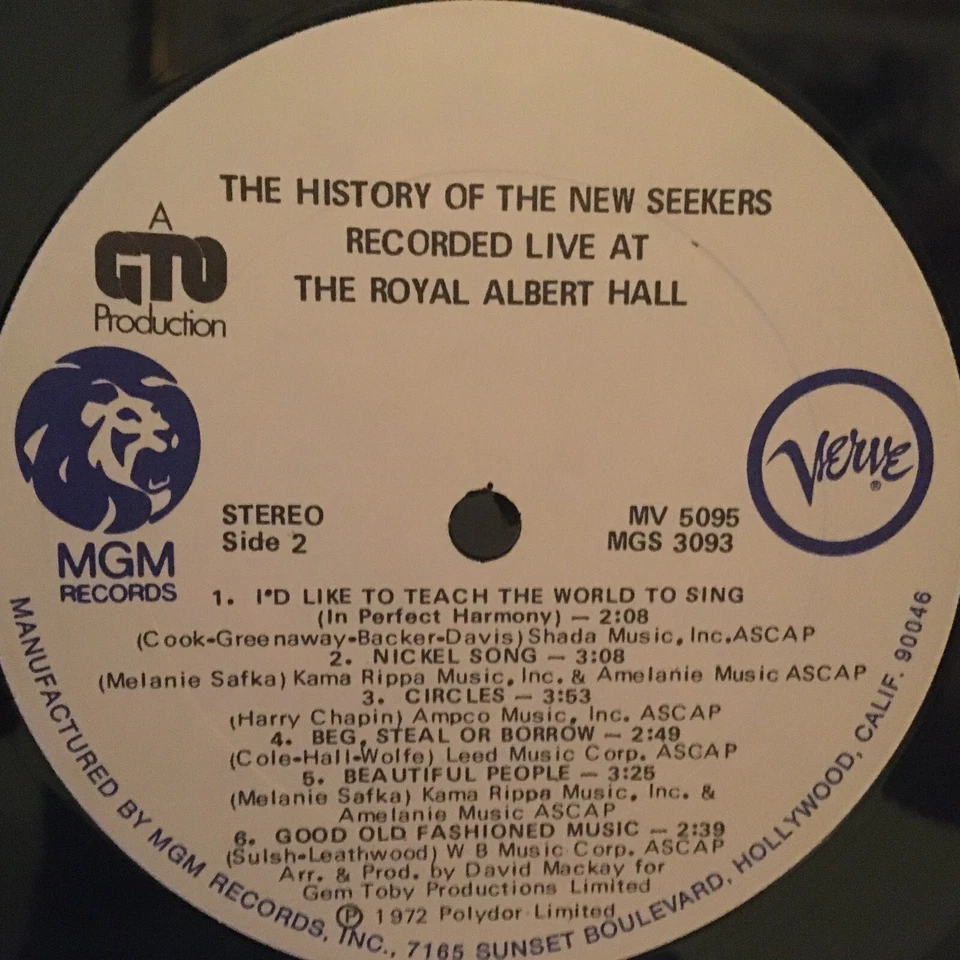 THE HISTORY OF THE NEW SEEKERS
RECORDED LIVE AT
THE ROYAL ALBERT HALL
A
GTO
Production
MGM
RECORDS
Verve
®
STEREO
Side 2
MV 5095
MGS 3093
1. I'D LIKE TO TEACH THE WORLD TO SING
(In Perfect Harmony) — 2:08
(Cook-Greenaway-Backer-Davis) Shada Music, Inc. ASCAP
2. NICKEL SONG — 3:08
(Melanie Safka) Kama Rippa Music, Inc. & Amelanie Music ASCAP
3. CIRCLES — 3:53
(Harry Chapin) Ampco Music, Inc. ASCAP
4. BEG, STEAL OR BORROW — 2:49
(Cole-Hall-Wolfe) Leed Music Corp. ASCAP
5. BEAUTIFUL PEOPLE — 3:25
(Melanie Safka) Kama Rippa Music, Inc. &
Amelanie Music ASCAP
6. GOOD OLD FASHIONED MUSIC — 2:39
(Sulsh-Leathwood) W B Music Corp. ASCAP
Arr. & Prod. by David Mackay for
Gem Toby Productions Limited
Ⓟ 1972 Polydor Limited
MANUFACTURED BY MGM RECORDS, INC., 7165 SUNSET BOULEVARD, HOLLYWOOD, CALIF. 90046